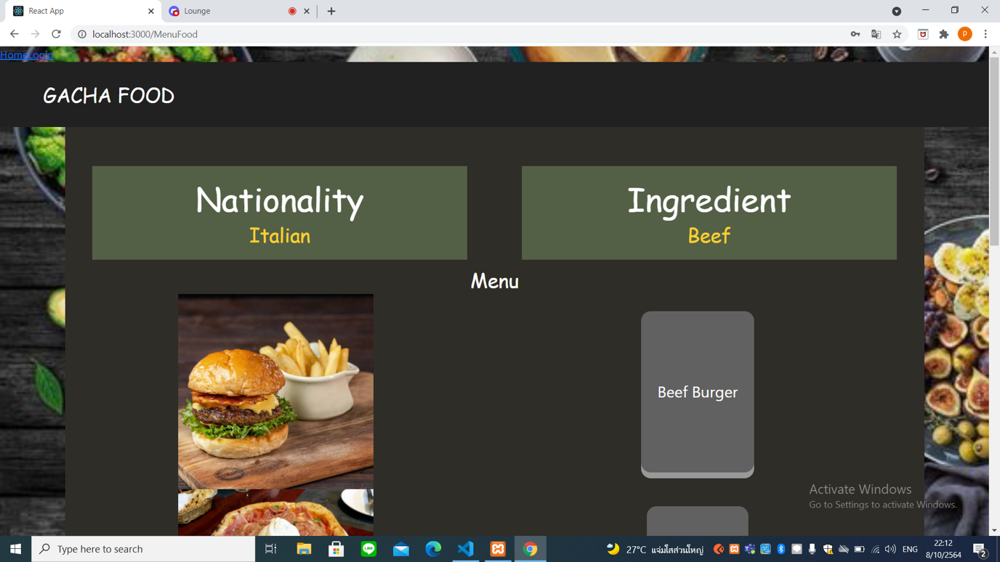 React App
Lounge
localhost:3000/MenuFood
HomeLogin
GACHA FOOD
Nationality
Italian
Ingredient
Beef
Menu
Beef Burger
Activate Windows
Go to Settings to activate Windows.
Type here to search
27°C แจ่มใสส่วนใหญ่
ENG
22:12
8/10/2564
2